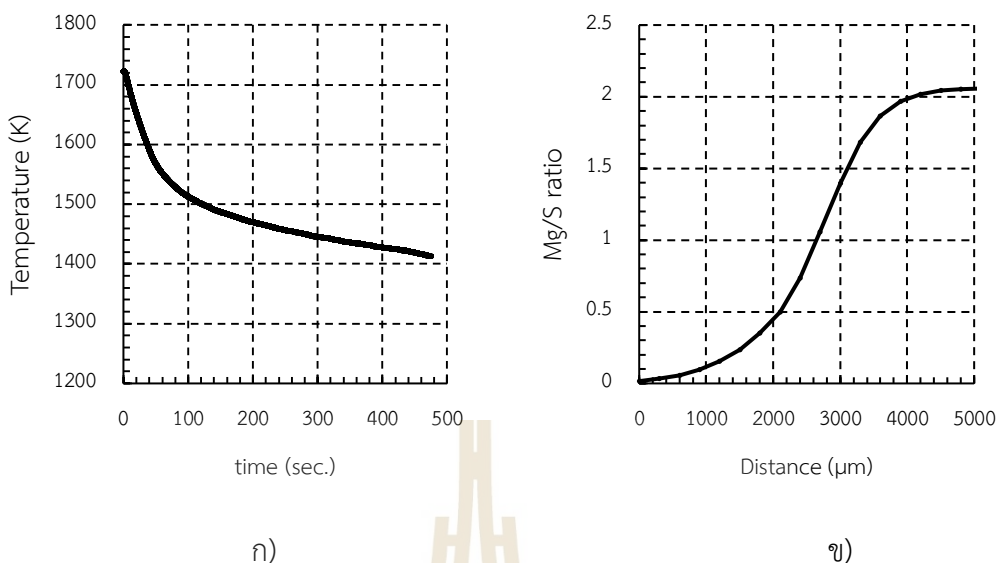 1800
1700
1600
1500
1400
1300
1200
Temperature (K)
0 100 200 300 400 500
time (sec.)
ก)
2.5
2
1.5
1
0.5
0
Mg/S ratio
0 1000 2000 3000 4000 5000
Distance (µm)
ข)